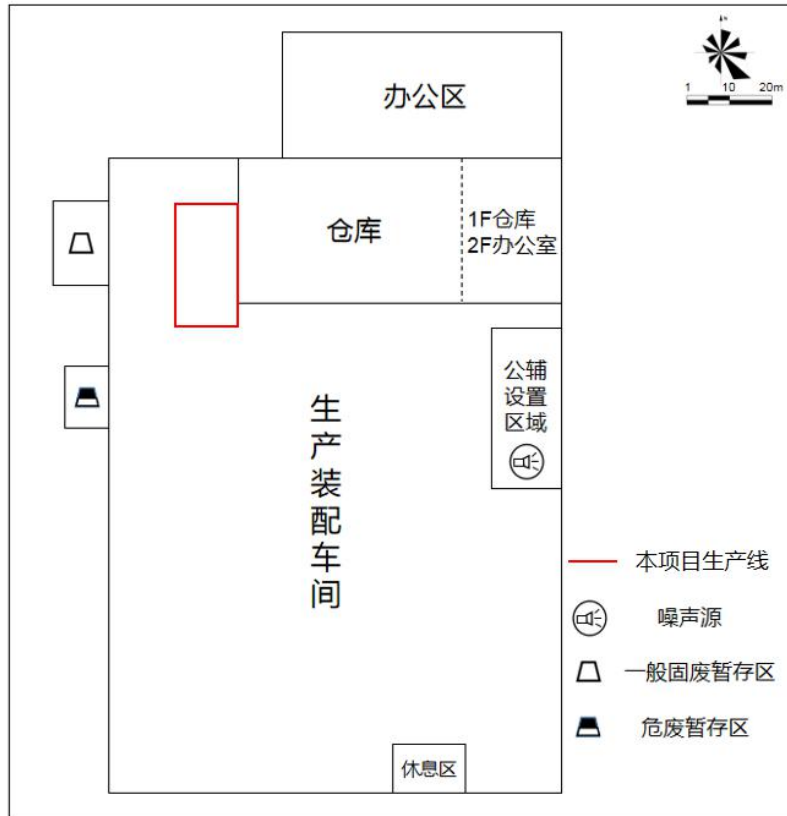 办公区
1 10 20m
仓库
1F仓库
2F办公室
公辅
设置
区域
生产装配车间
本项目生产线
噪声源
一般固废暂存区
危废暂存区
休息区